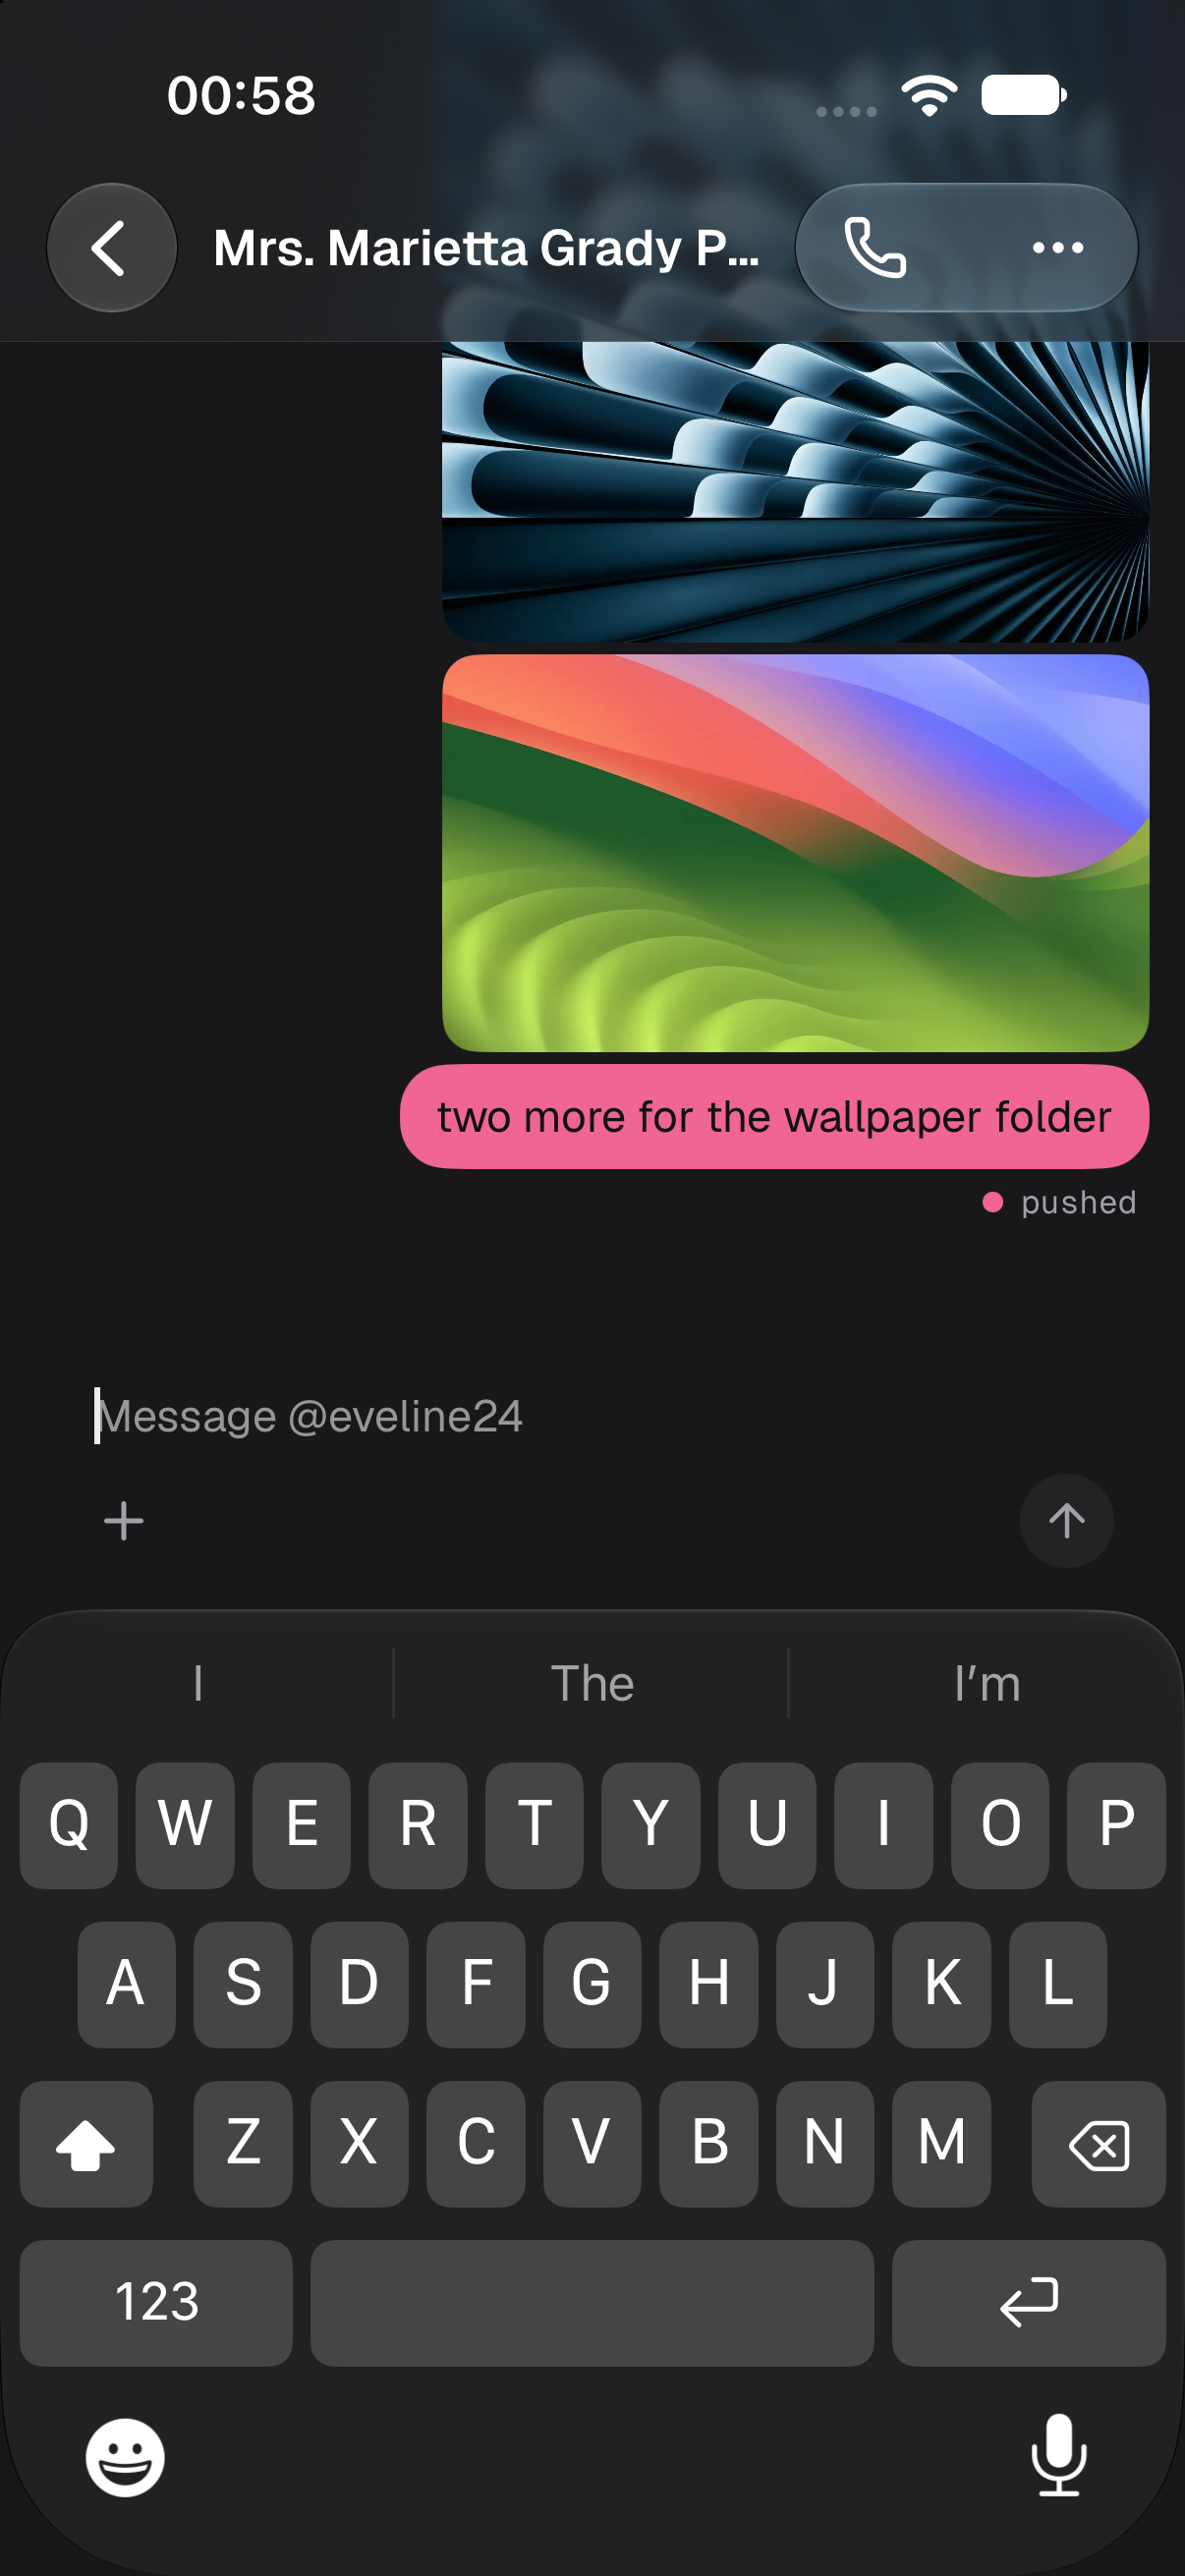 00:58
Mrs. Marietta Grady P...
two more for the wallpaper folder
pushed
Message @eveline24
I The I'm
Q W E R T Y U I O P
A S D F G H J K L
Z X C V B N M
123